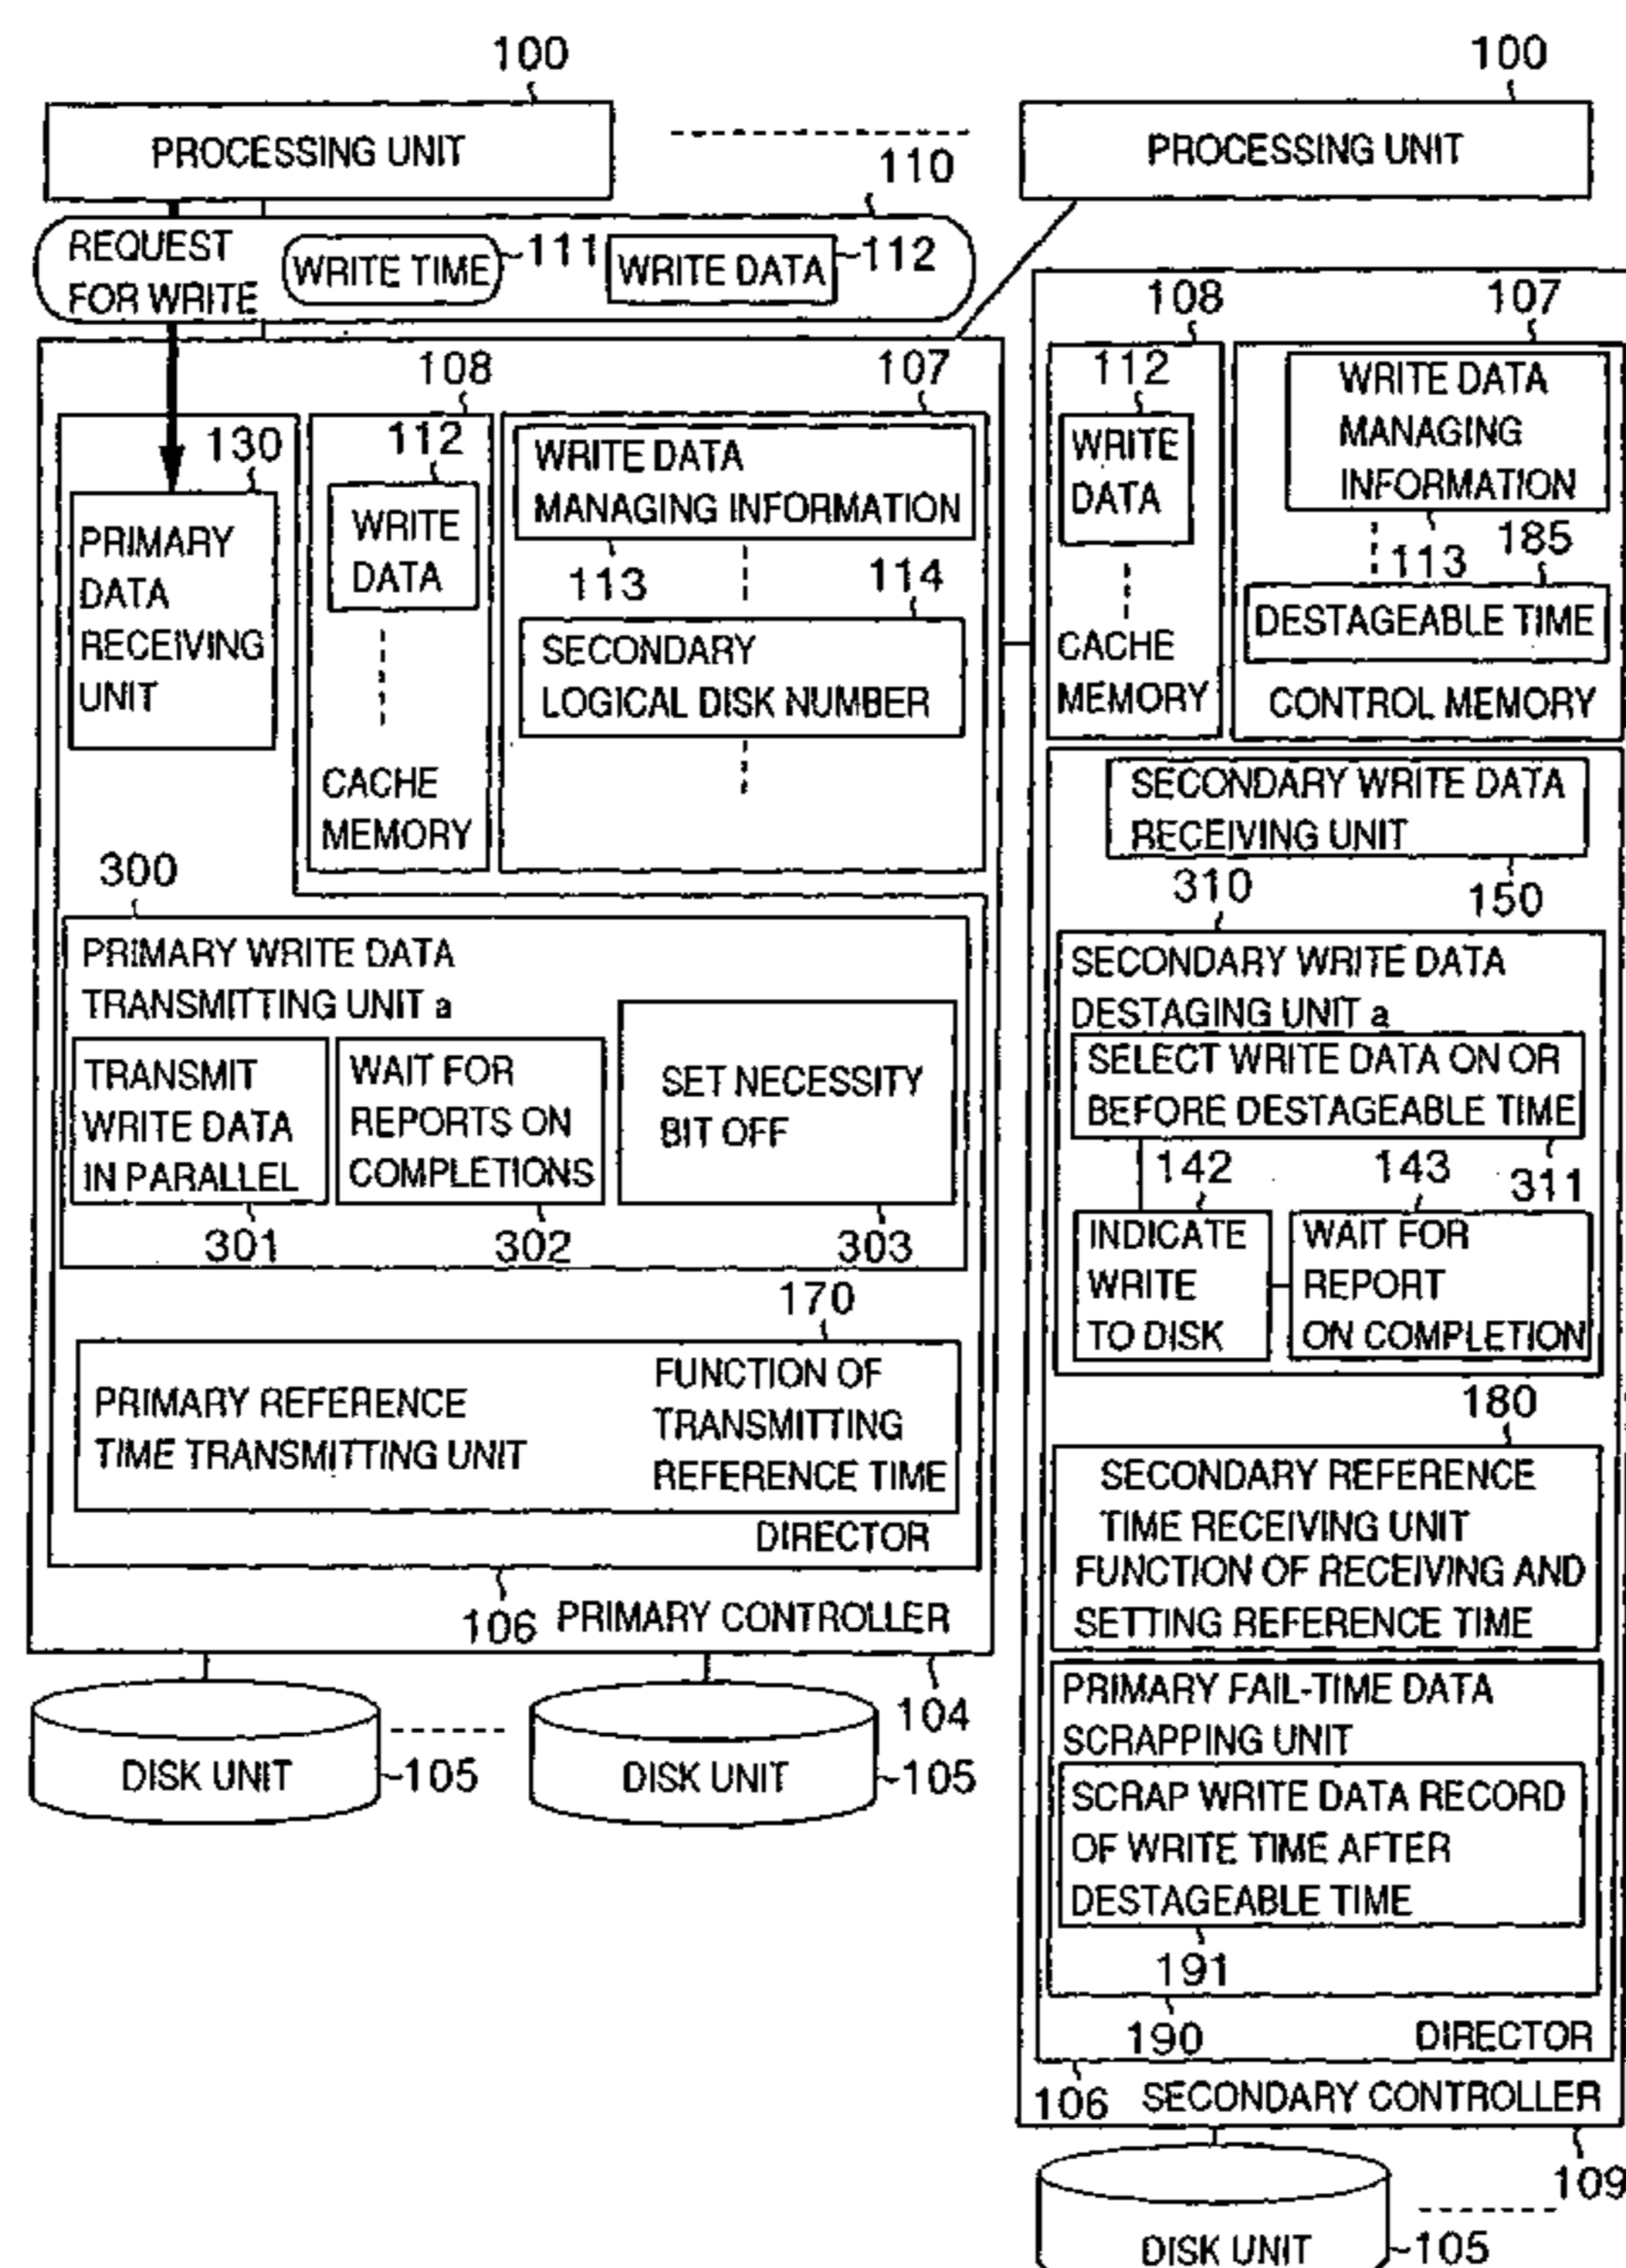 100
100
PROCESSING UNIT
PROCESSING UNIT
110
REQUEST
FOR WRITE
WRITE TIME
111
WRITE DATA
112
108
107
130
112
PRIMARY
DATA
RECEIVING
UNIT
WRITE
DATA
CACHE
MEMORY
WRITE DATA
MANAGING INFORMATION
113
114
SECONDARY
LOGICAL DISK NUMBER
300
PRIMARY WRITE DATA
TRANSMITTING UNIT a
TRANSMIT
WRITE DATA
IN PARALLEL
WAIT FOR
REPORTS ON
COMPLETIONS
SET NECESSITY
BIT OFF
301
302
303
170
PRIMARY REFERENCE
TIME TRANSMITTING UNIT
FUNCTION OF
TRANSMITTING
REFERENCE TIME
DIRECTOR
106
PRIMARY CONTROLLER
104
DISK UNIT
105
DISK UNIT
105
108
107
112
WRITE
DATA
CACHE
MEMORY
WRITE DATA
MANAGING
INFORMATION
113
185
DESTAGEABLE TIME
CONTROL MEMORY
SECONDARY WRITE DATA
RECEIVING UNIT
310
150
SECONDARY WRITE DATA
DESTAGING UNIT a
SELECT WRITE DATA ON OR
BEFORE DESTAGEABLE TIME
142
143
311
INDICATE
WRITE
TO DISK
WAIT FOR
REPORT
ON COMPLETION
180
SECONDARY REFERENCE
TIME RECEIVING UNIT
FUNCTION OF RECEIVING AND
SETTING REFERENCE TIME
PRIMARY FAIL-TIME DATA
SCRAPPING UNIT
SCRAP WRITE DATA RECORD
OF WRITE TIME AFTER
DESTAGEABLE TIME
191
190
DIRECTOR
106
SECONDARY CONTROLLER
109
DISK UNIT
105